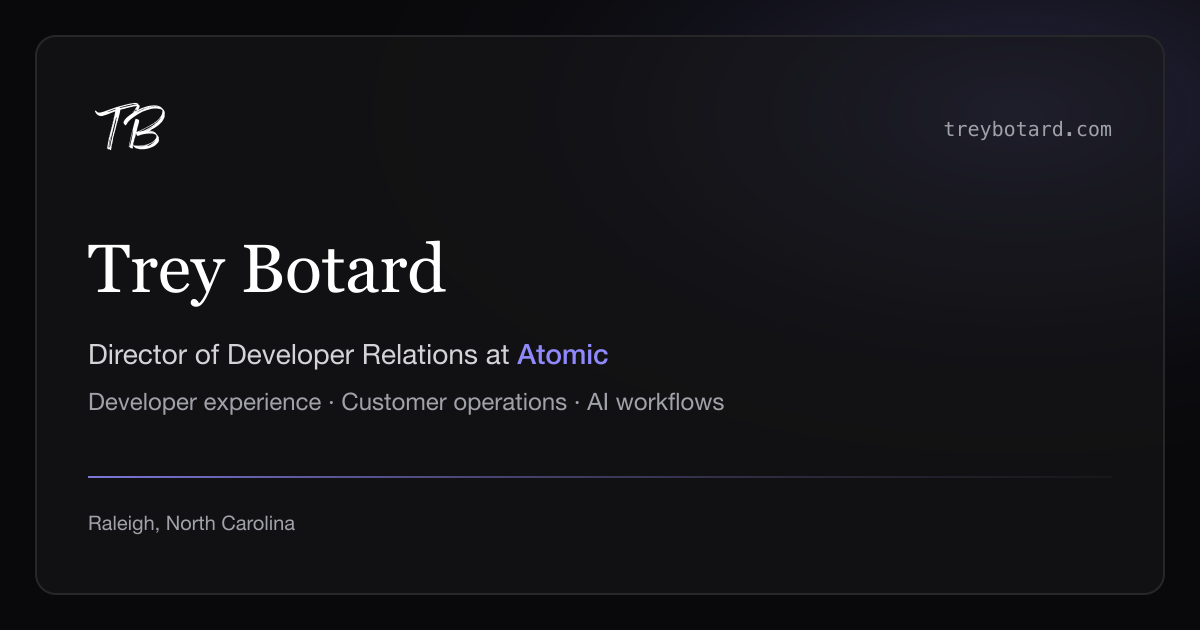 TB
treybotard.com
Trey Botard
Director of Developer Relations at Atomic
Developer experience · Customer operations · AI workflows
Raleigh, North Carolina